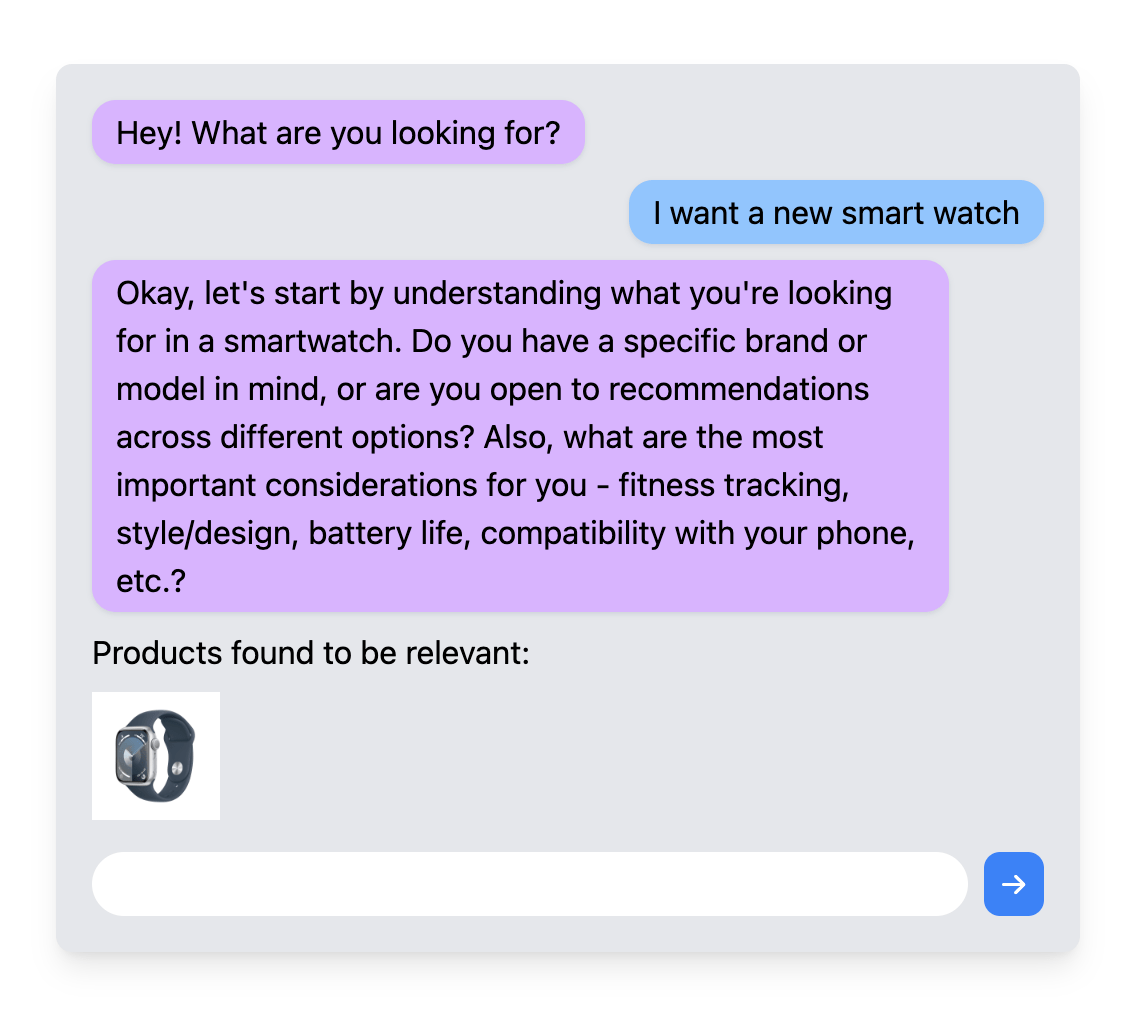 Hey! What are you looking for?
I want a new smart watch
Okay, let's start by understanding what you're looking
for in a smartwatch. Do you have a specific brand or
model in mind, or are you open to recommendations
across different options? Also, what are the most
important considerations for you - fitness tracking,
style/design, battery life, compatibility with your phone,
etc.?
Products found to be relevant: